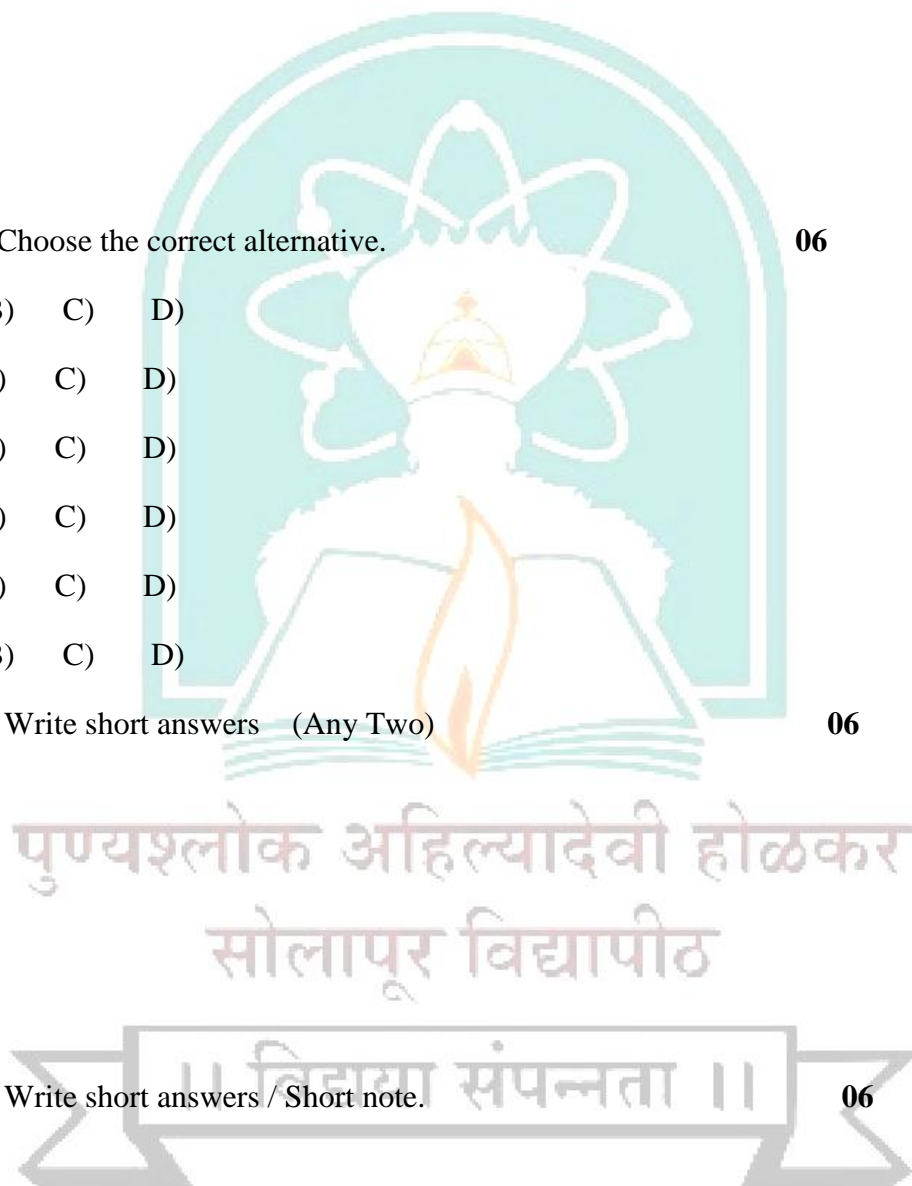 Choose the correct alternative. 06
B) C) D)
) C) D)
) C) D)
) C) D)
) C) D)
B) C) D)
Write short answers (Any Two) 06
पुण्यश्लोक अहिल्यादेवी होळकर
सोलापूर विद्यापीठ
|| विद्यया संपन्नता ||
Write short answers / Short note. 06